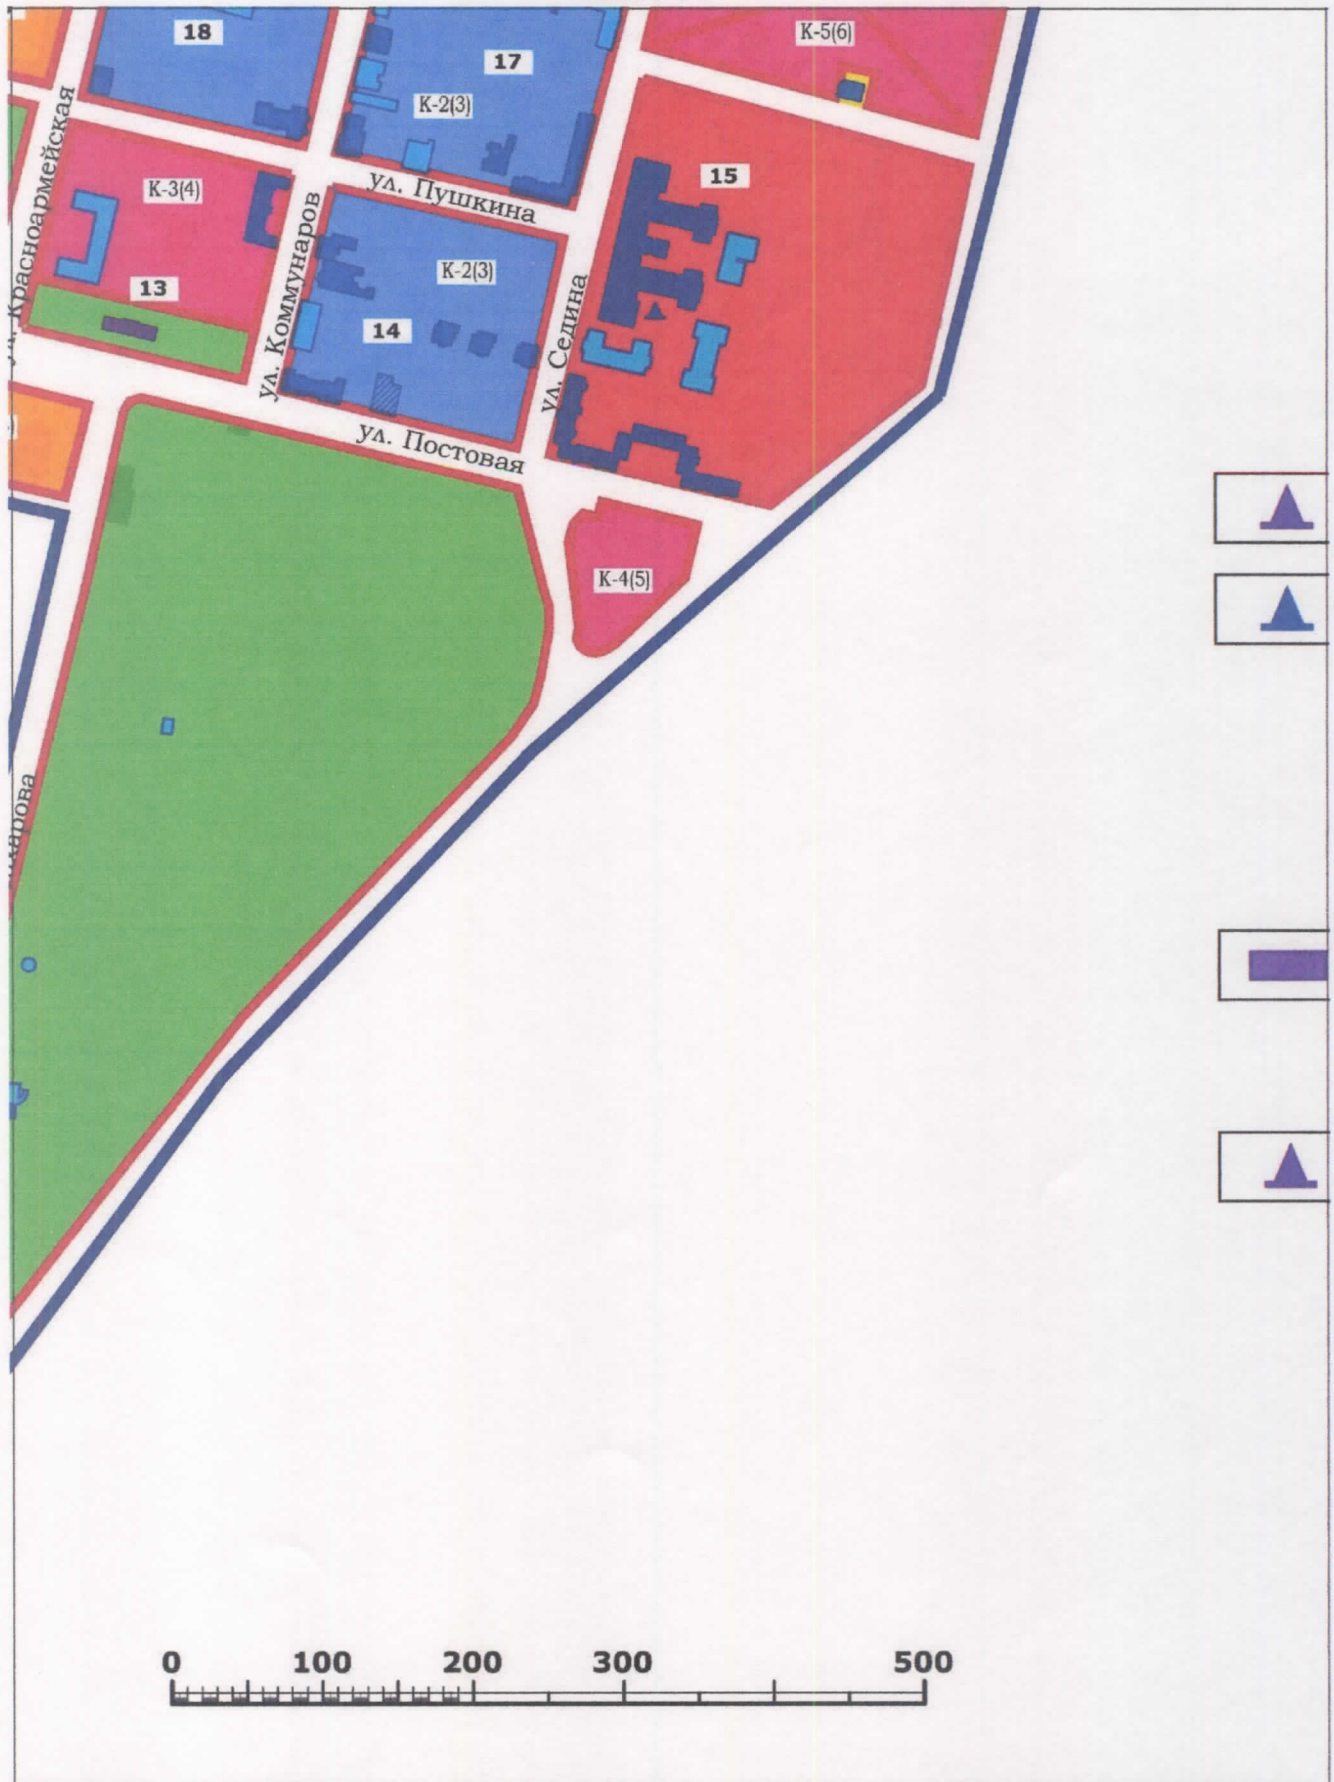 18
17
К-5(6)
К-2(3)
15
ул. Красноармейская
К-3(4)
ул. Пушкина
ул. Коммунаров
К-2(3)
13
14
ул. Седина
ул. Постовая
К-4(5)
0 100 200 300 500